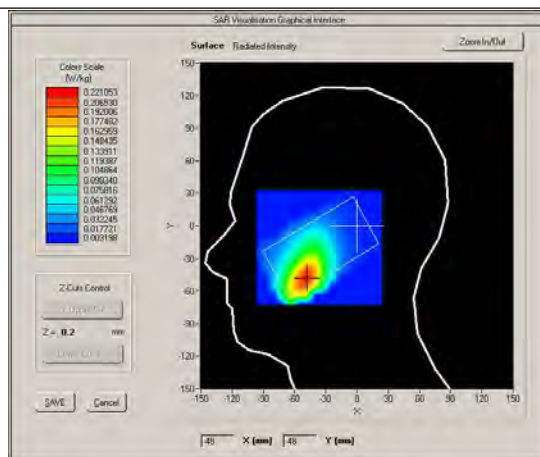 SAR Visualisation Graphical Interface
Surface Radiated Intensity
Zoom In/Out
Colors Scale
(W/kg)
0.221053
0.206530
0.192006
0.177482
0.162959
0.148435
0.133911
0.119387
0.104864
0.090340
0.075816
0.061292
0.046769
0.032245
0.017721
0.003198
150
120
90
60
30
0
-30
-60
-90
-120
-150
Y
-150 -120 -90 -60 -30 0 30 60 90 120 150
X
Z-Cuts Control
Z = 0.2 mm
SAVE Cancel
-48 X (mm) -48 Y (mm)